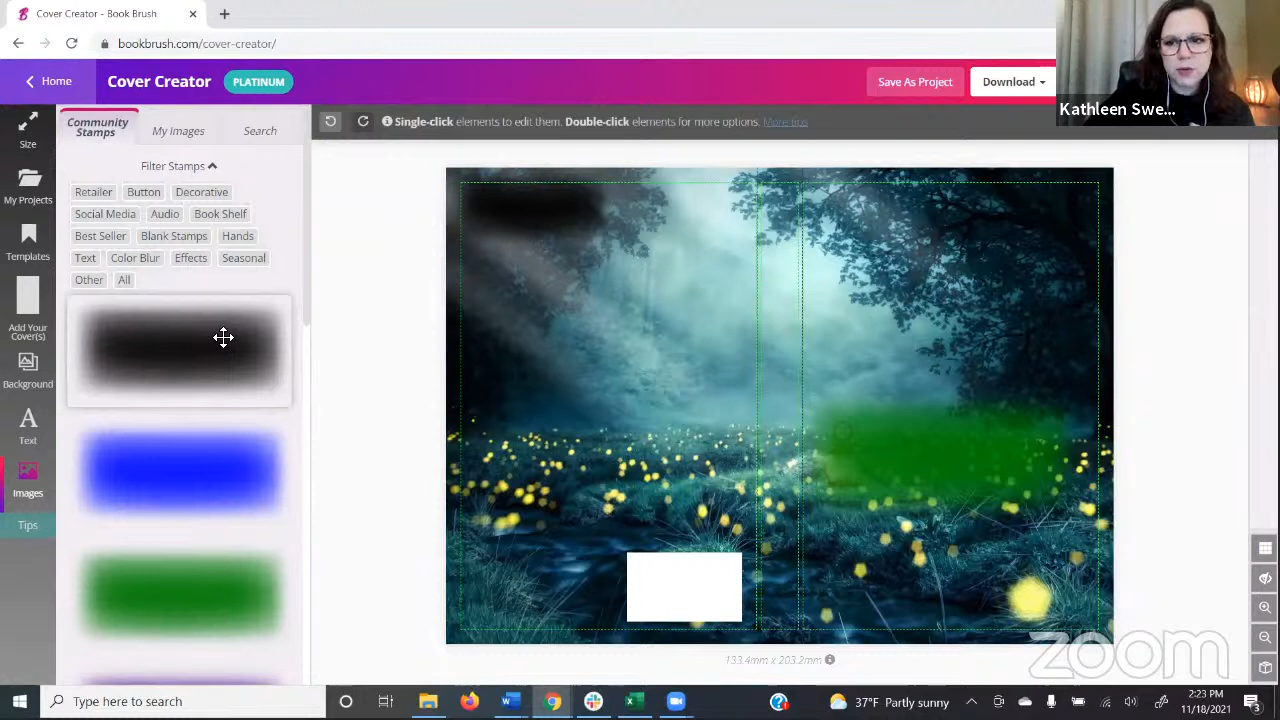 Cover Creator - Book Brush
bookbrush.com/cover-creator/
Home
Cover Creator
PLATINUM
Save As Project
Download
Kathleen Swe...
Community Stamps
My Images
Search
Single-click elements to edit them. Double-click elements for more options. More tips
Size
My Projects
Templates
Add Your Cover(s)
Background
Text
Images
Tips
Filter Stamps
Retailer Button Decorative
Social Media Audio Book Shelf
Best Seller Blank Stamps Hands
Text Color Blur Effects Seasonal
Other All
133.4mm x 203.2mm
zoom
Type here to search
37°F Partly sunny
2:23 PM
11/18/2021